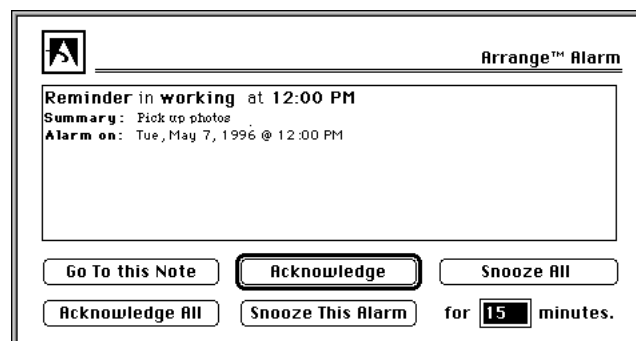 Arrange™ Alarm
Reminder in working at 12:00 PM
Summary: Pick up photos
Alarm on: Tue, May 7, 1996 @ 12:00 PM
Go To this Note Acknowledge Snooze All
Acknowledge All Snooze This Alarm for 15 minutes.